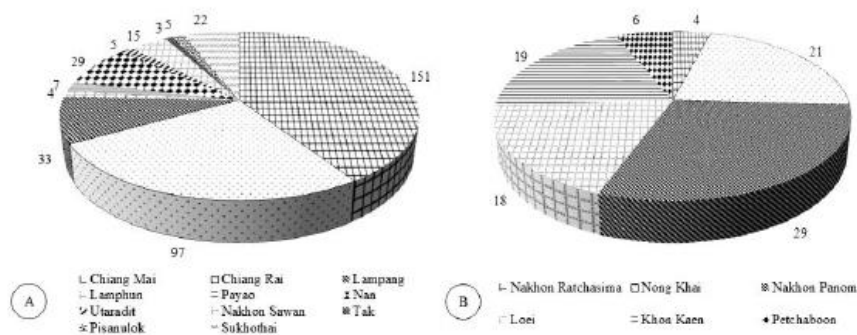 3 5 22
15
5
29
7
4
33
97
151
6 4
19 21
18
29
A
Chiang Mai Chiang Rai Lampang
Lamphun Payao Nan
Utaradit Nakhon Sawan Tak
Pisanulok Sukhothai
B
Nakhon Ratchasima Nong Khai Nakhon Panom
Loei Khon Kaen Petchaboon